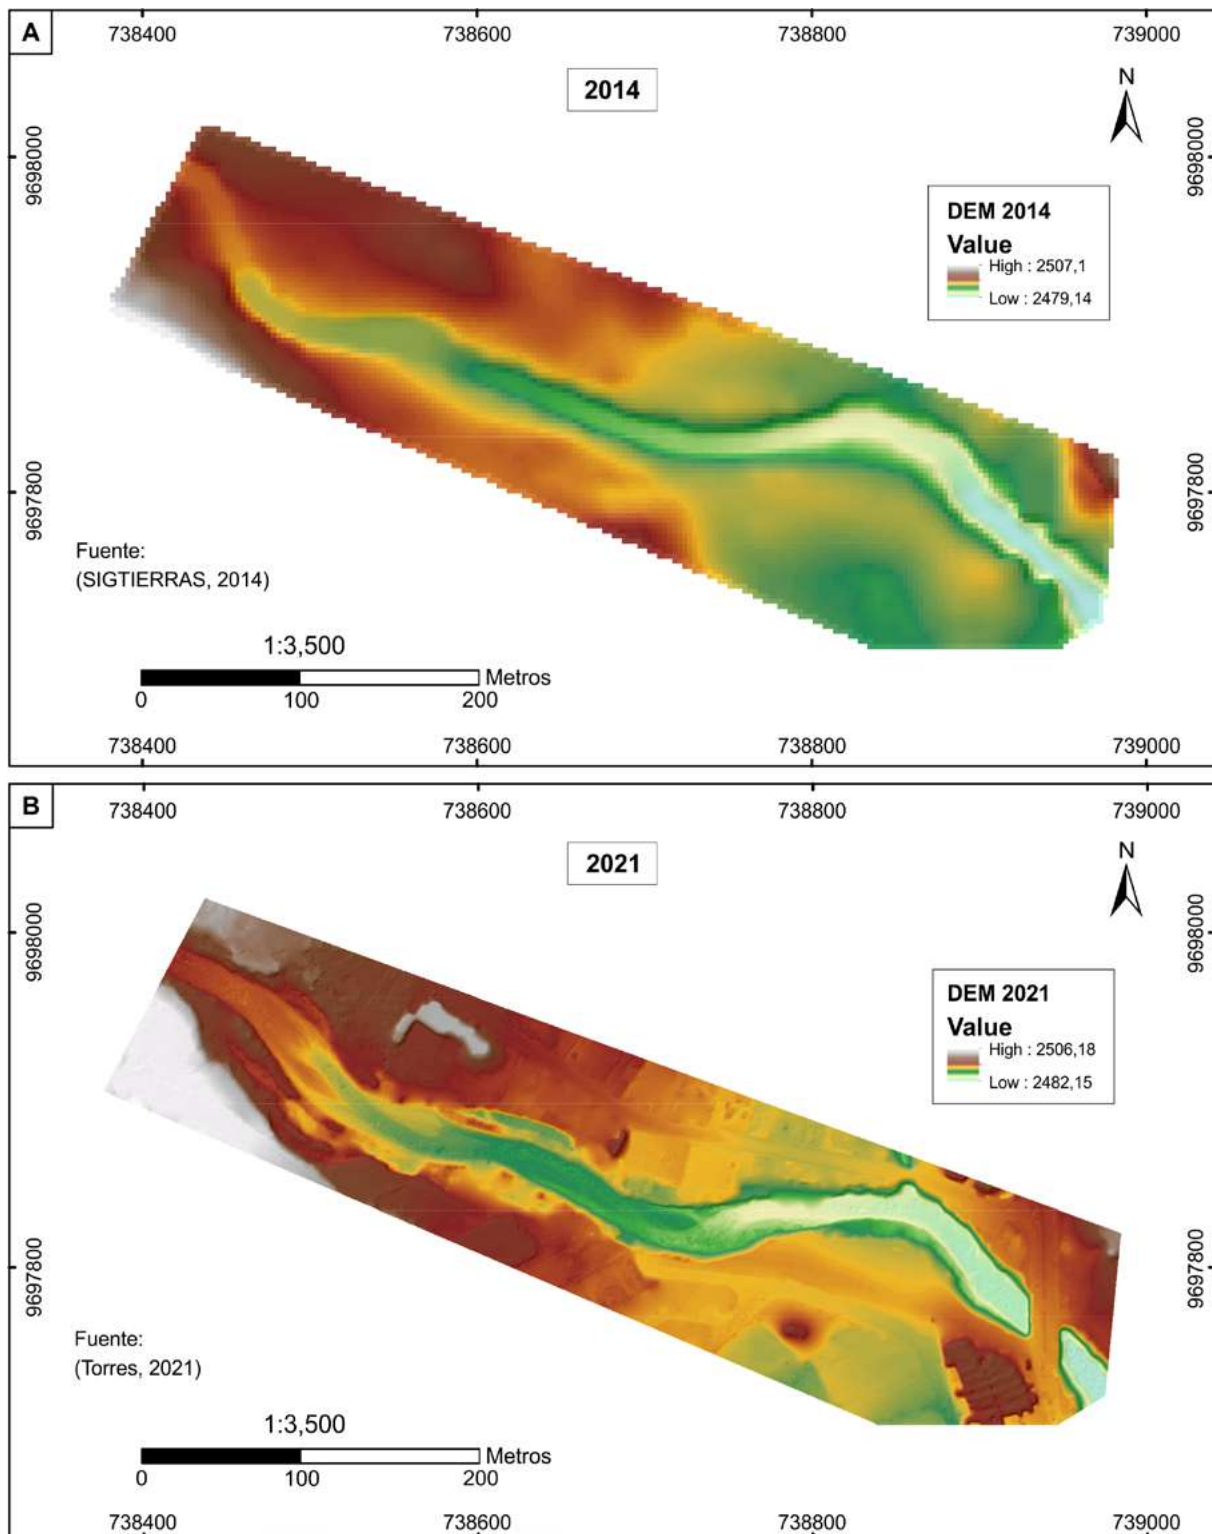 A
738400 738600 738800 739000
2014
N
9698000 9698000
DEM 2014
Value
High : 2507,1
Low : 2479,14
9697800 9697800
Fuente:
(SIGTIERRAS, 2014)
1:3,500
Metros
0 100 200
738400 738600 738800 739000
B
738400 738600 738800 739000
2021
N
9698000 9698000
DEM 2021
Value
High : 2506,18
Low : 2482,15
9697800 9697800
Fuente:
(Torres, 2021)
1:3,500
Metros
0 100 200
738400 738600 738800 739000